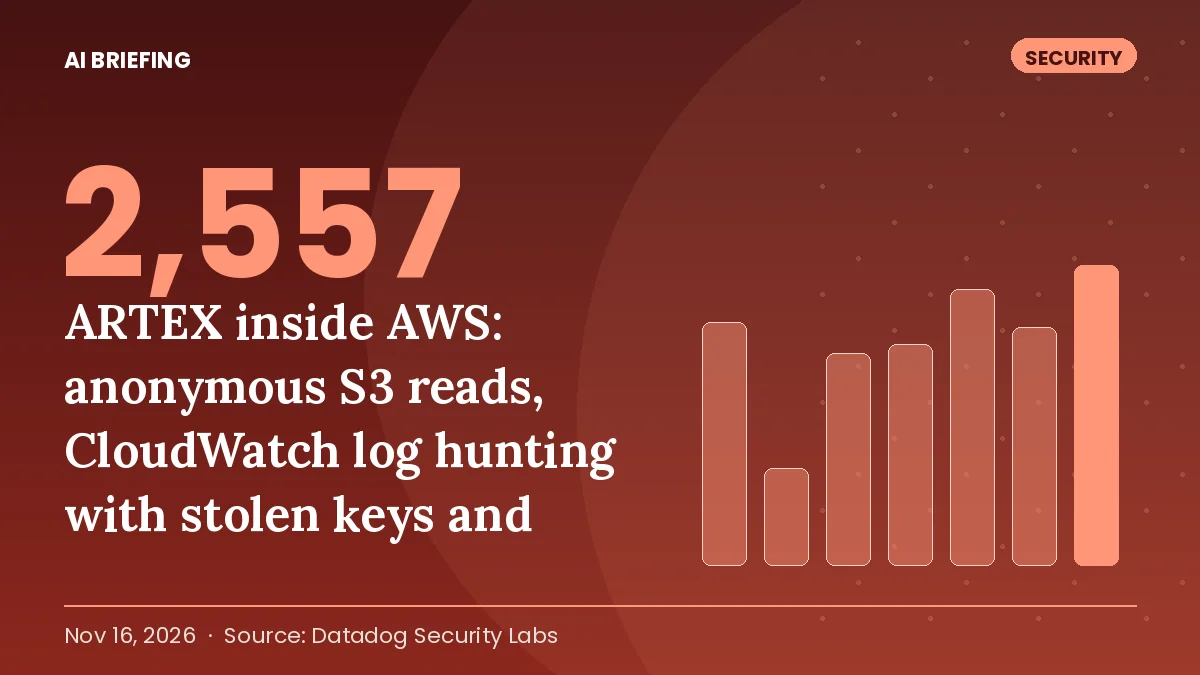 AI BRIEFING
SECURITY
2,557
ARTEX inside AWS:
anonymous S3 reads,
CloudWatch log hunting
with stolen keys and
Nov 16, 2026 · Source: Datadog Security Labs